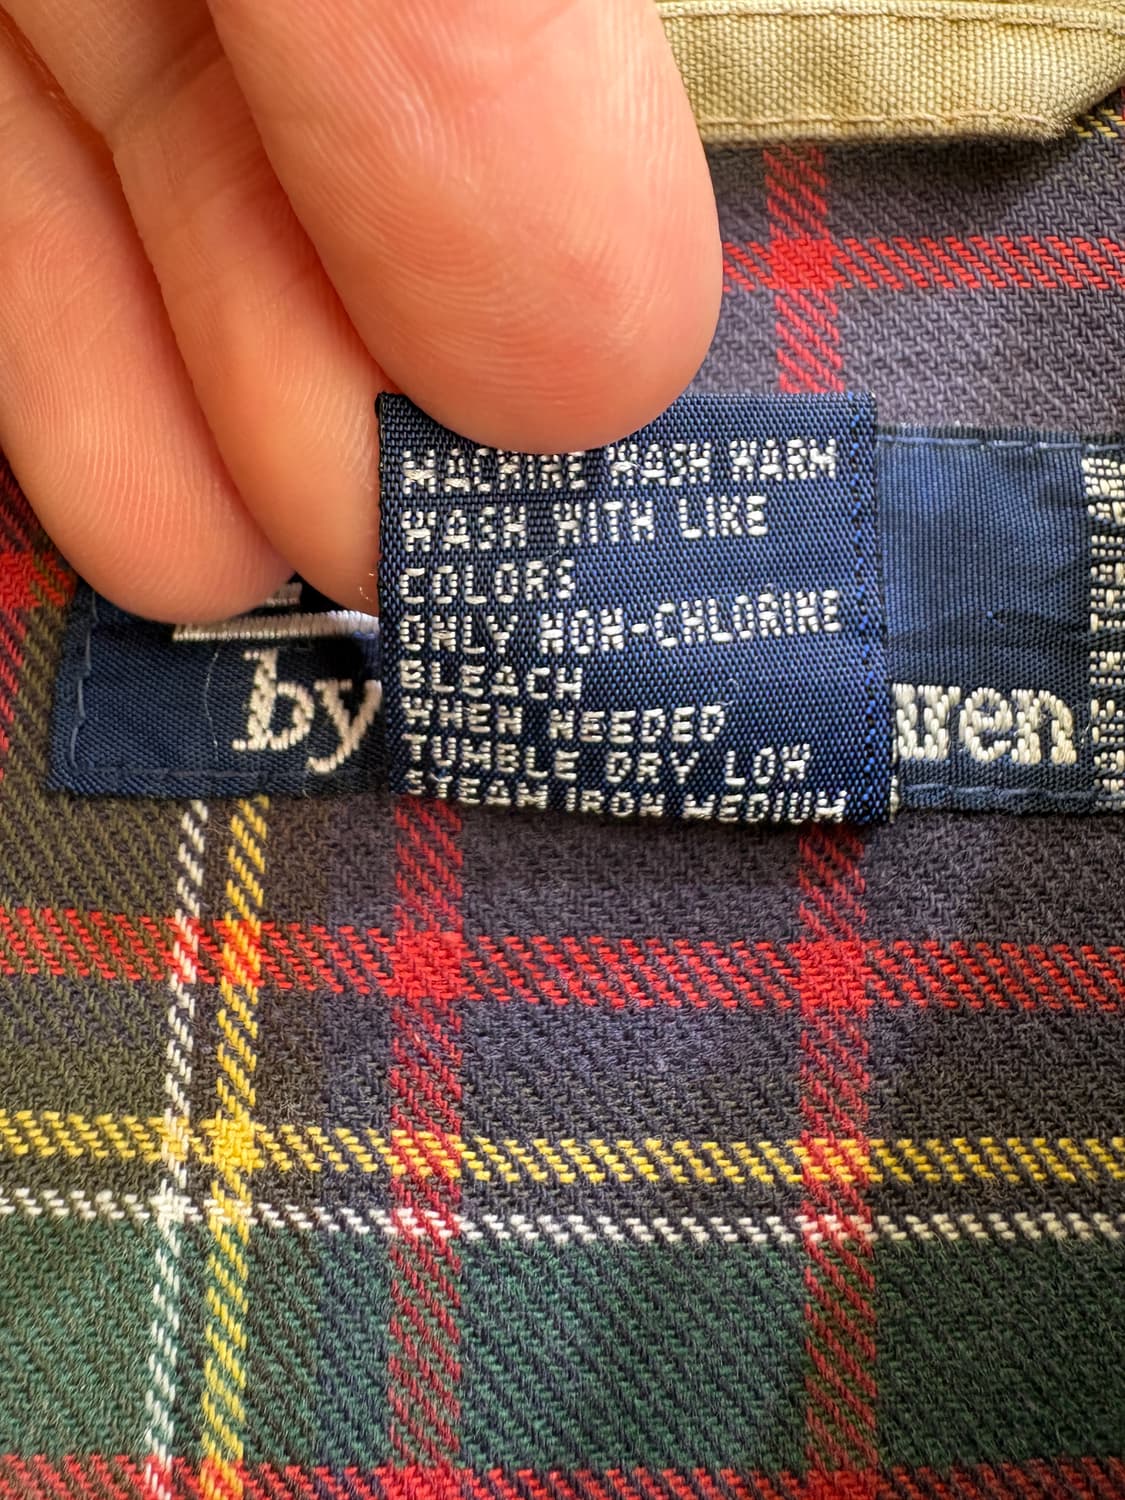 MACHINE WASH WARM
WASH WITH LIKE
COLORS
ONLY NON-CHLORINE
BLEACH
WHEN NEEDED
TUMBLE DRY LOW
STEAM IRON MEDIUM
by